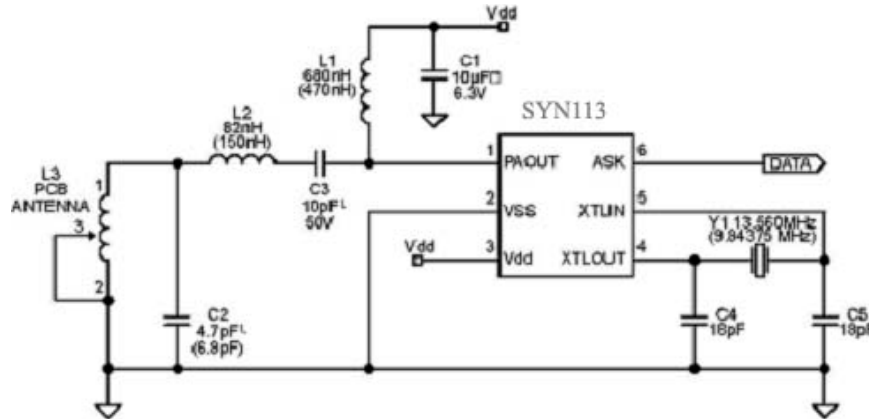 Vdd
L1
680nH
(470nH)
C1
10µF
6.3V
SYN113
L2
82nH
(150nH)
C3
10pF
50V
L3
PCB
ANTENNA
1
3
2
1
PAOUT
ASK
6
DATA
2
VSS
XTLIN
5
Vdd
3
Vdd
XTLOUT
4
Y1 13.560MHz
(9.84375 MHz)
C2
4.7pF
(6.8pF)
C4
18pF
C5
18pF